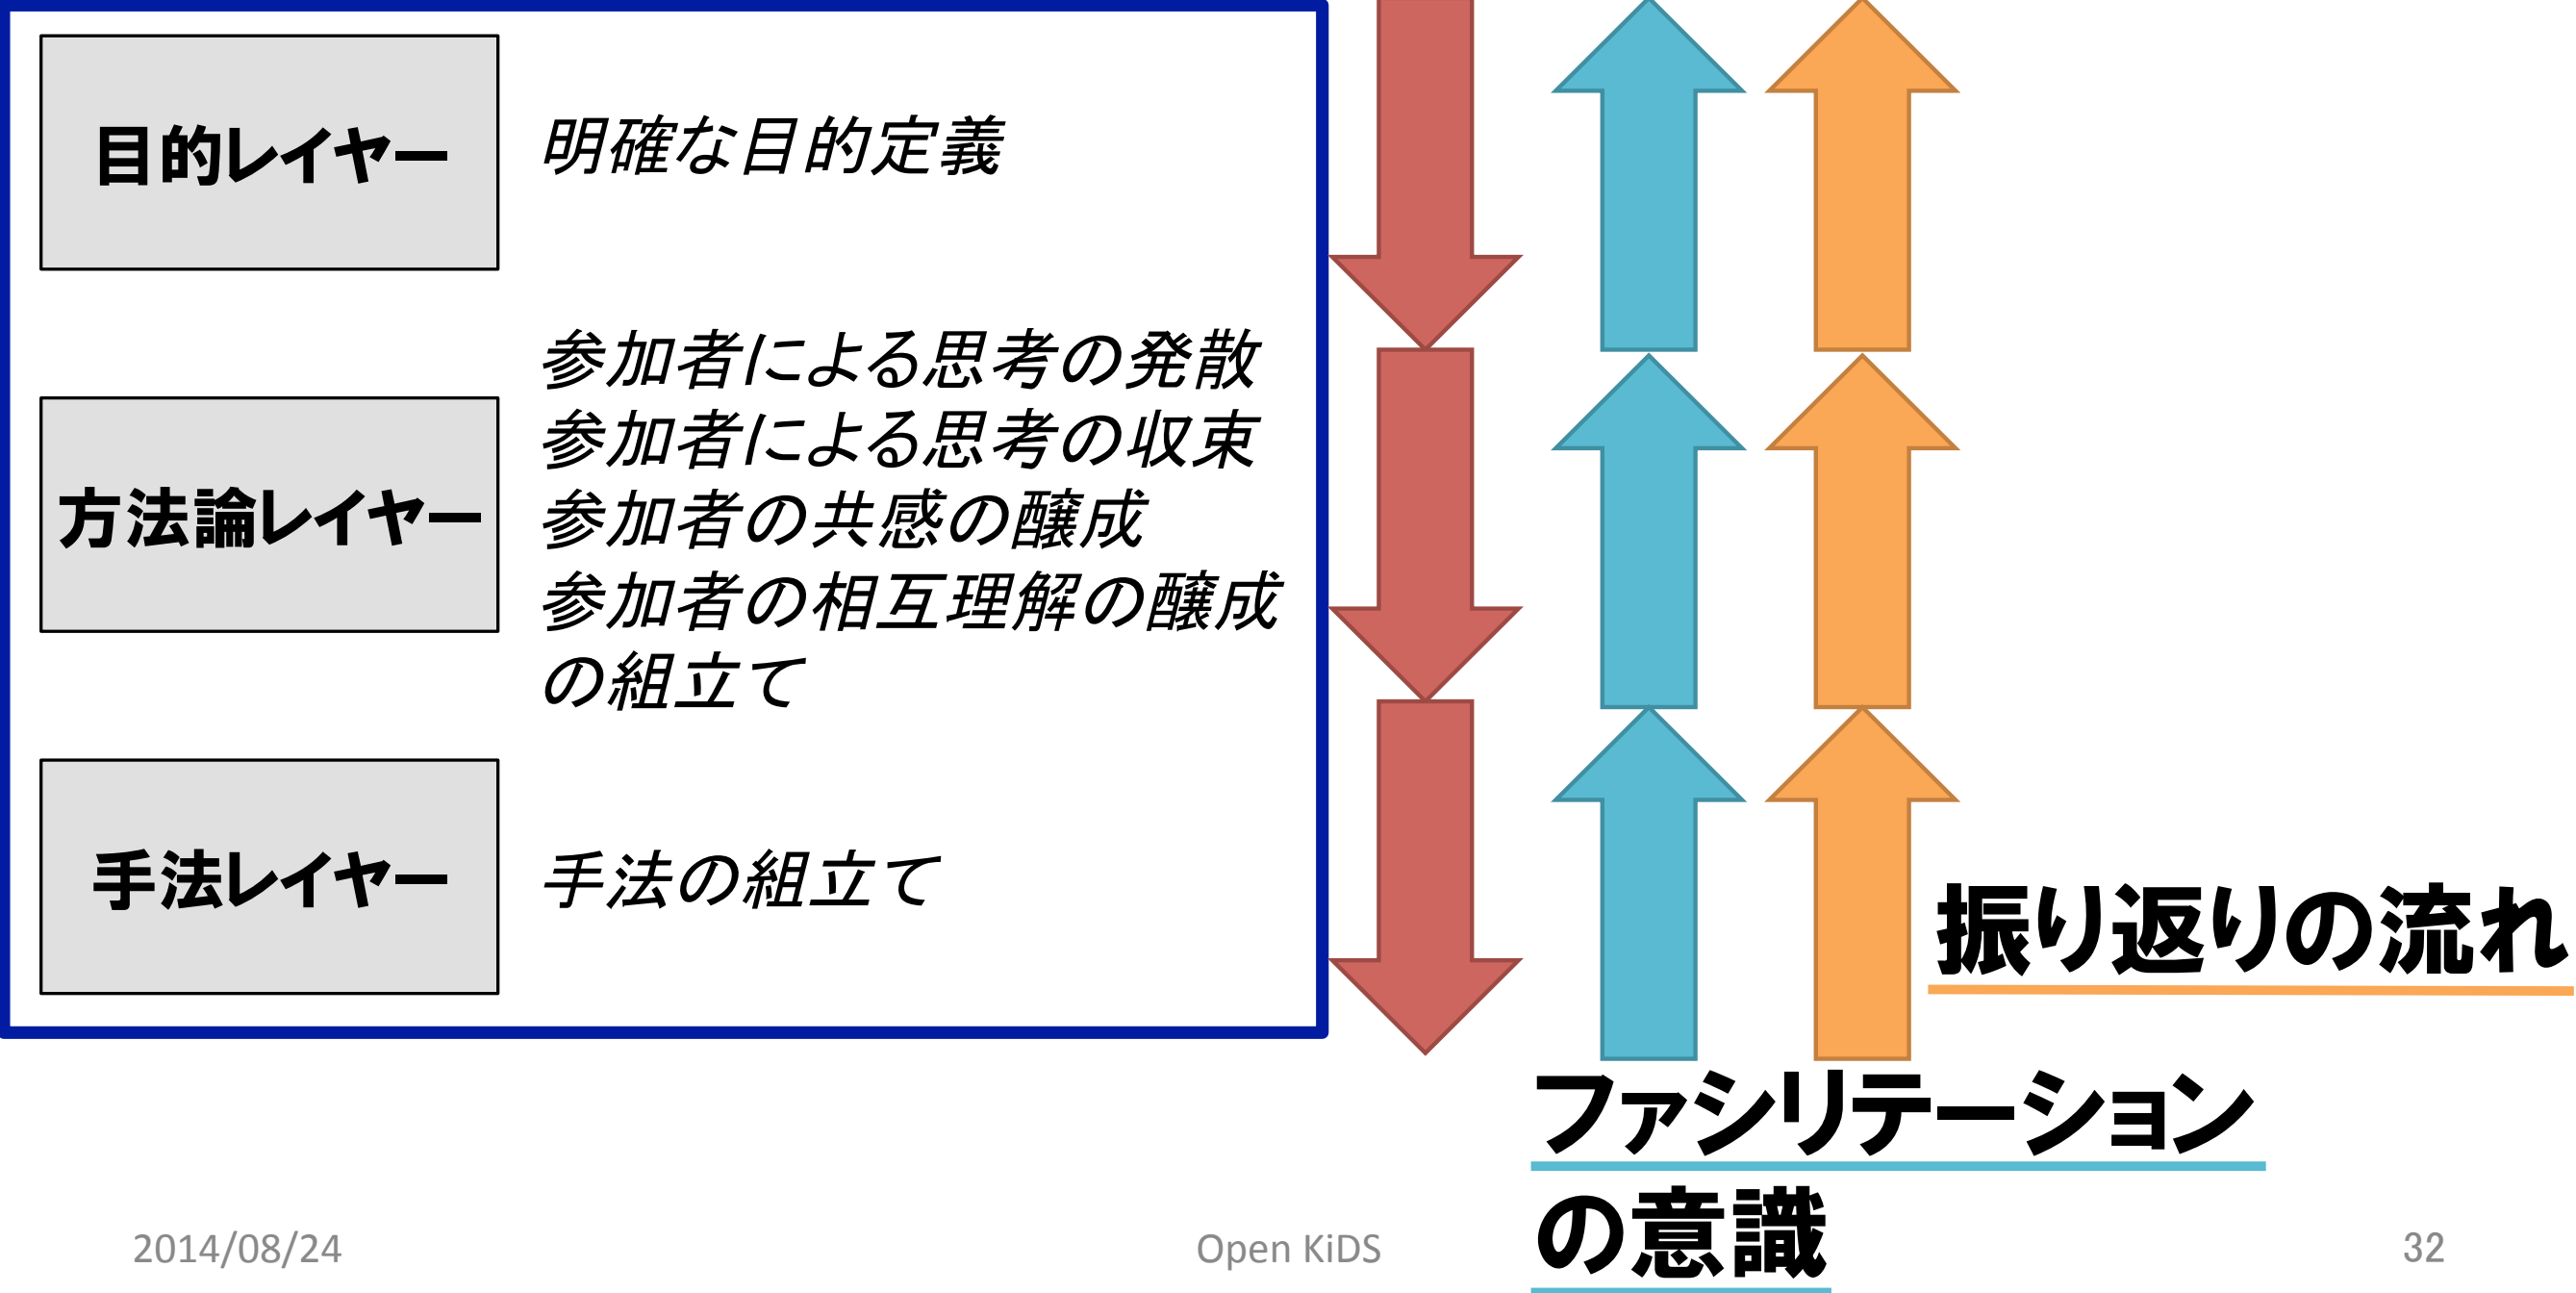 目的レイヤー
明確な目的定義
参加者による思考の発散
参加者による思考の収束
方法論レイヤー
参加者の共感の醸成
参加者の相互理解の醸成
の組立て
手法レイヤー
手法の組立て
振り返りの流れ
ファシリテーション
の意識
2014/08/24
Open KiDS
32